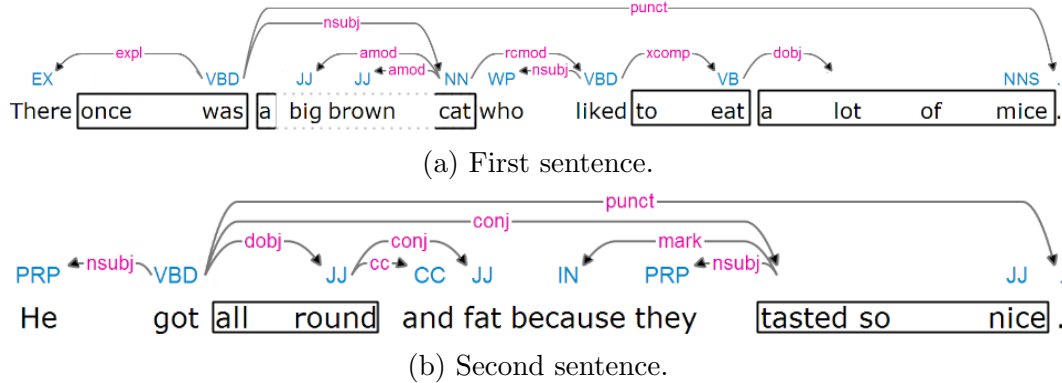 punct
nsubj
expl amod rcmod xcomp dobj
EX VBD JJ JJ amod NN WP nsubj VBD VB NNS .
There once was a big brown cat who liked to eat a lot of mice .
(a) First sentence.
punct
conj
dobj conj mark
PRP nsubj VBD JJ cc CC JJ IN PRP nsubj JJ .
He got all round and fat because they tasted so nice .
(b) Second sentence.